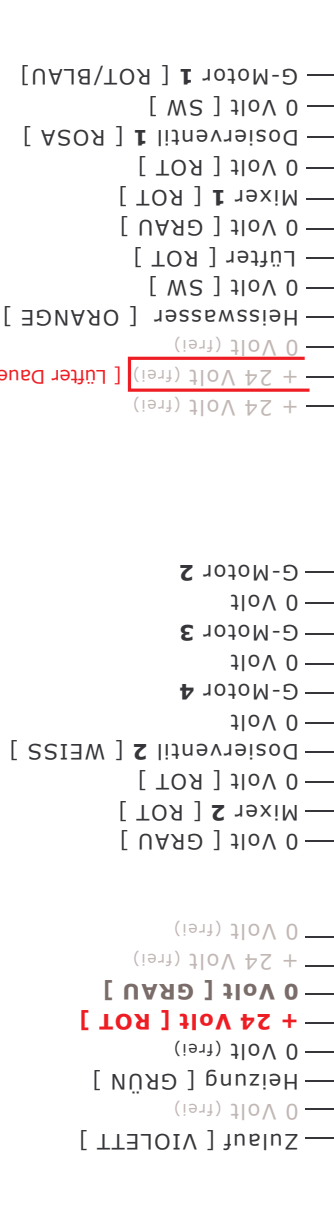 Zulauf [ VIOLETT ]
0 Volt (frei)
Heizung [ GRÜN ]
0 Volt (frei)
+ 24 Volt [ ROT ]
0 Volt [ GRAU ]
+ 24 Volt (frei)
0 Volt (frei)
0 Volt [ GRAU ]
Mixer 2 [ ROT ]
0 Volt [ ROT ]
Dosierventil 2 [ WEISS ]
0 Volt
G-Motor 4
0 Volt
G-Motor 3
0 Volt
G-Motor 2
+ 24 Volt (frei)
+ 24 Volt (frei) [ Lüfter Daue
0 Volt (frei)
Heisswasser [ ORANGE ]
0 Volt [ SW ]
Lüfter [ ROT ]
0 Volt [ GRAU ]
Mixer 1 [ ROT ]
0 Volt [ ROT ]
Dosierventil 1 [ ROSA ]
0 Volt [ SW ]
G-Motor 1 [ ROT/BLAU]